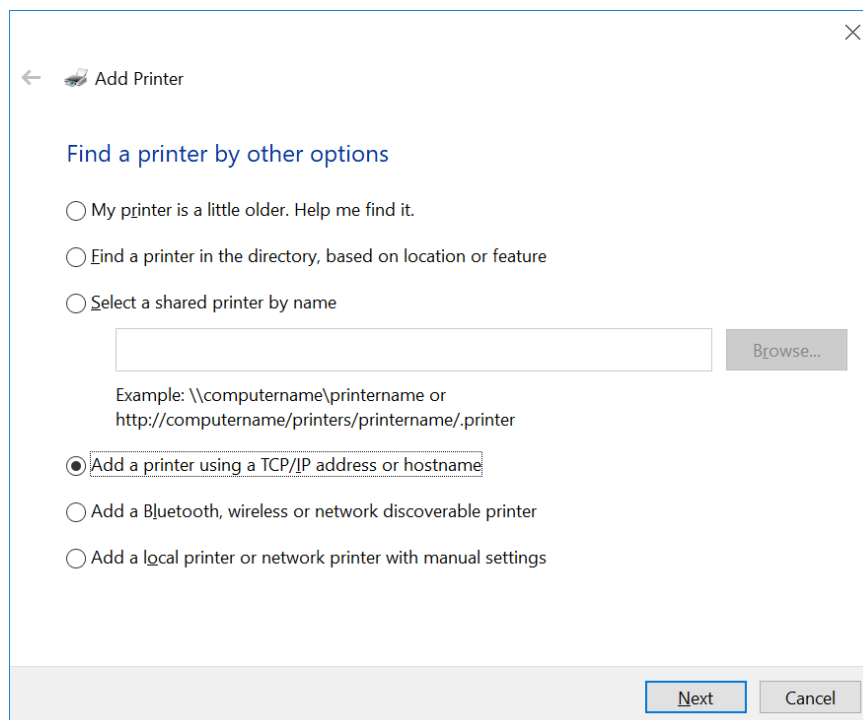 Add Printer
Find a printer by other options
My printer is a little older. Help me find it.
Find a printer in the directory, based on location or feature
Select a shared printer by name
Browse...
Example: \\computername\printername or
http://computername/printers/printername/.printer
Add a printer using a TCP/IP address or hostname
Add a Bluetooth, wireless or network discoverable printer
Add a local printer or network printer with manual settings
Next Cancel